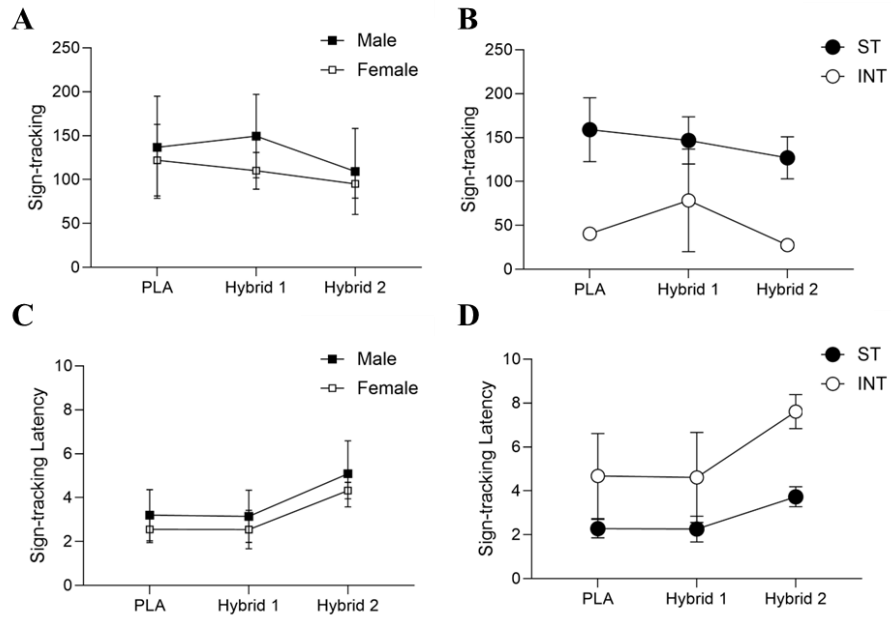 A
Male
Female
Sign-tracking
250
200
150
100
50
0
PLA
Hybrid 1
Hybrid 2
B
ST
INT
Sign-tracking
250
200
150
100
50
0
PLA
Hybrid 1
Hybrid 2
C
Male
Female
Sign-tracking Latency
10
8
6
4
2
0
PLA
Hybrid 1
Hybrid 2
D
ST
INT
Sign-tracking Latency
10
8
6
4
2
0
PLA
Hybrid 1
Hybrid 2